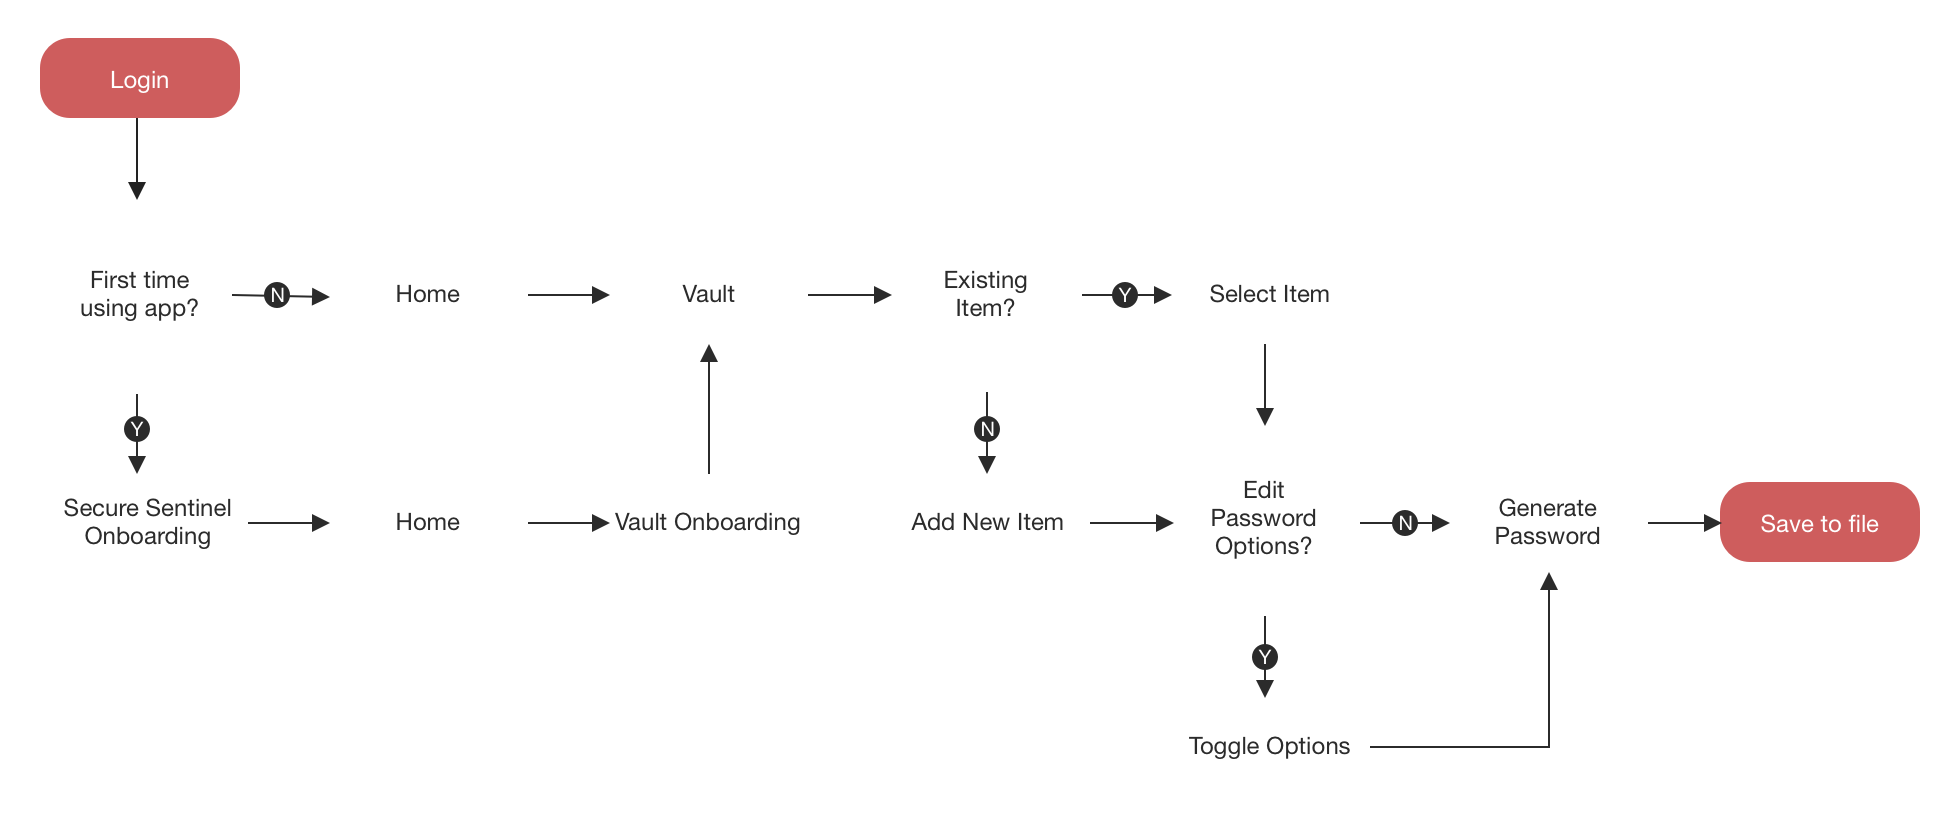 Login
First time
using app?
N
Home
Vault
Existing
Item?
Y
Select Item
Y
N
Secure Sentinel
Onboarding
Home
Vault Onboarding
Add New Item
Edit
Password
Options?
N
Generate
Password
Save to file
Y
Toggle Options